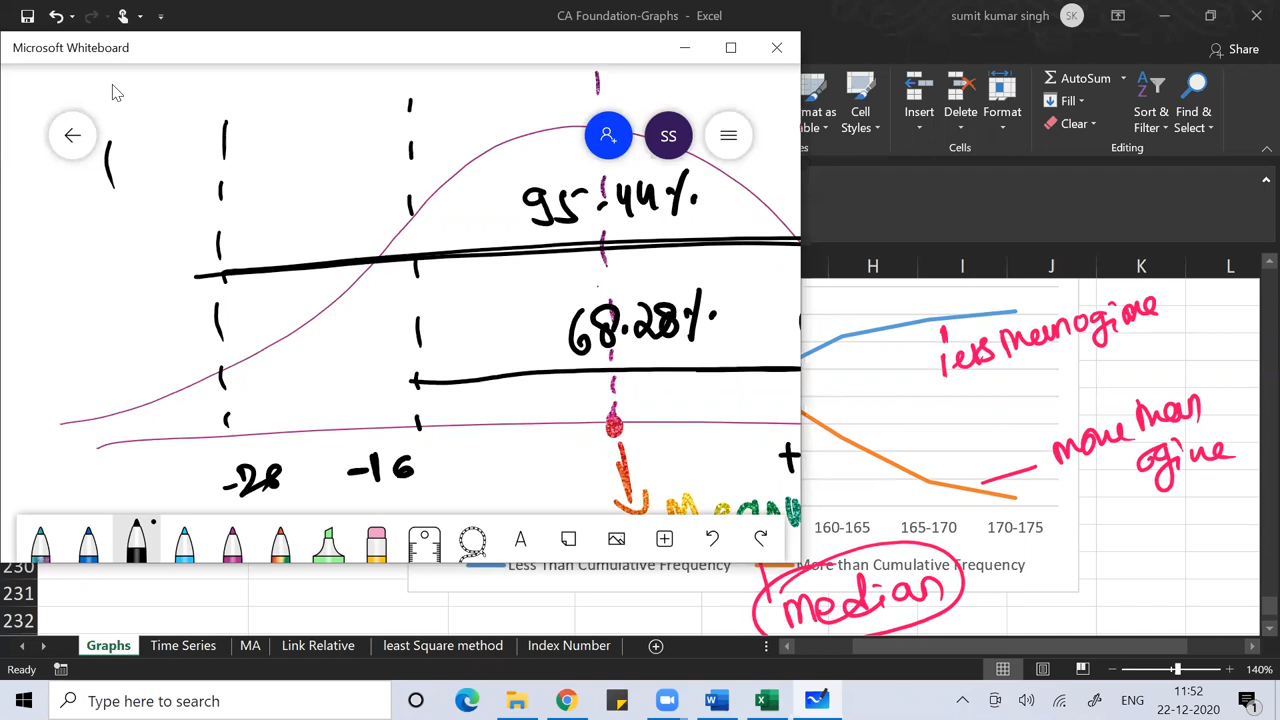 CA Foundation-Graphs - Excel
sumit kumar singh
SK
Microsoft Whiteboard
Share
Cell
Styles
Insert
Delete
Format
AutoSum
Fill
Clear
Sort &
Filter
Find &
Select
Cells
Editing
SS
95.44%
68.28%
-2σ
-1σ
+
Mean
H I J K L
less than ogive
more than
ogive
160-165 165-170 170-175
Less Than Cumulative Frequency
More than Cumulative Frequency
median
230
231
232
Graphs Time Series MA Link Relative least Square method Index Number
Ready
140%
Type here to search
ENG
11:52
22-12-2020
1